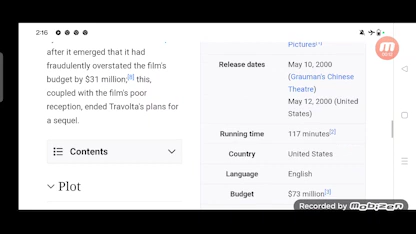 2:16
after it emerged that it had
fraudulently overstated the film's
budget by $31 million,[8] this,
coupled with the film's poor
reception, ended Travolta's plans for
a sequel.
Contents
Plot
Pictures[1]
Release dates
May 10, 2000
(Grauman's Chinese
Theatre)
May 12, 2000 (United
States)
Running time
117 minutes[2]
Country
United States
Language
English
Budget
$73 million[3]
Recorded by Mobizen